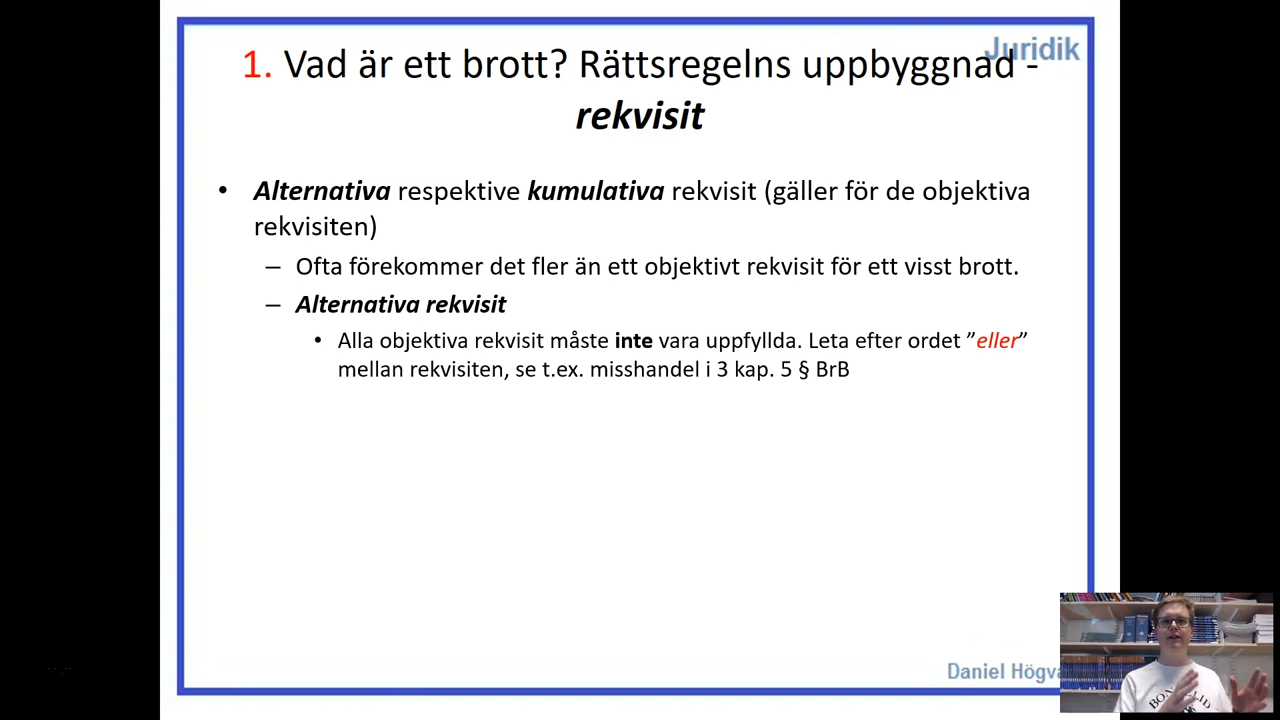 Juridik
1. Vad är ett brott? Rättsregelns uppbyggnad -
rekvisit
• Alternativa respektive kumulativa rekvisit (gäller för de objektiva
rekvisiten)
– Ofta förekommer det fler än ett objektivt rekvisit för ett visst brott.
– Alternativa rekvisit
• Alla objektiva rekvisit måste inte vara uppfyllda. Leta efter ordet ”eller”
mellan rekvisiten, se t.ex. misshandel i 3 kap. 5 § BrB
Daniel Högv